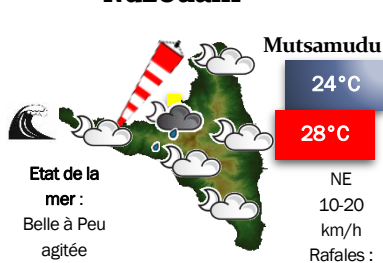 Mutsamudu
24°C
28°C
Etat de la
mer :
Belle à Peu
agitée
NE
10-20
km/h
Rafales :